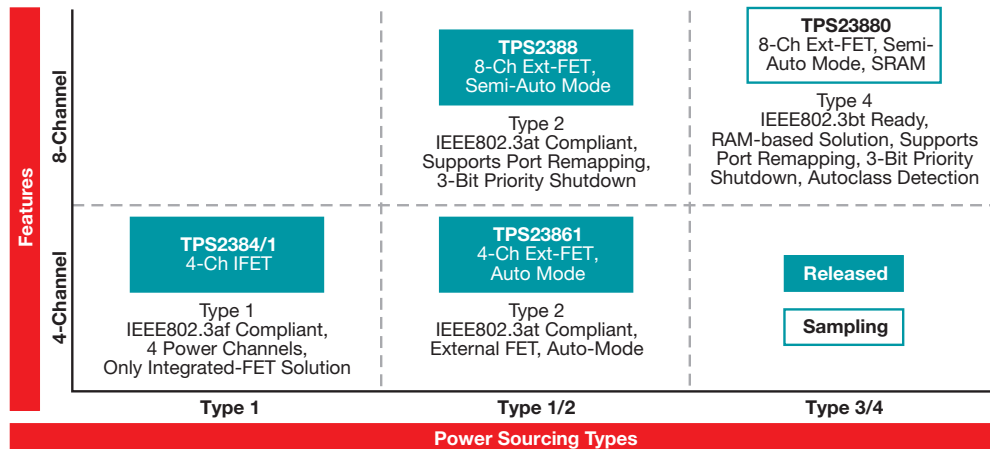 Features
8-Channel
4-Channel
TPS2388
8-Ch Ext-FET,
Semi-Auto Mode
Type 2
IEEE802.3at Compliant,
Supports Port Remapping,
3-Bit Priority Shutdown
TPS23880
8-Ch Ext-FET, Semi-
Auto Mode, SRAM
Type 4
IEEE802.3bt Ready,
RAM-based Solution, Supports
Port Remapping, 3-Bit Priority
Shutdown, Autoclass Detection
TPS2384/1
4-Ch IFET
Type 1
IEEE802.3af Compliant,
4 Power Channels,
Only Integrated-FET Solution
TPS23861
4-Ch Ext-FET,
Auto Mode
Type 2
IEEE802.3at Compliant,
External FET, Auto-Mode
Released
Sampling
Type 1
Type 1/2
Type 3/4
Power Sourcing Types